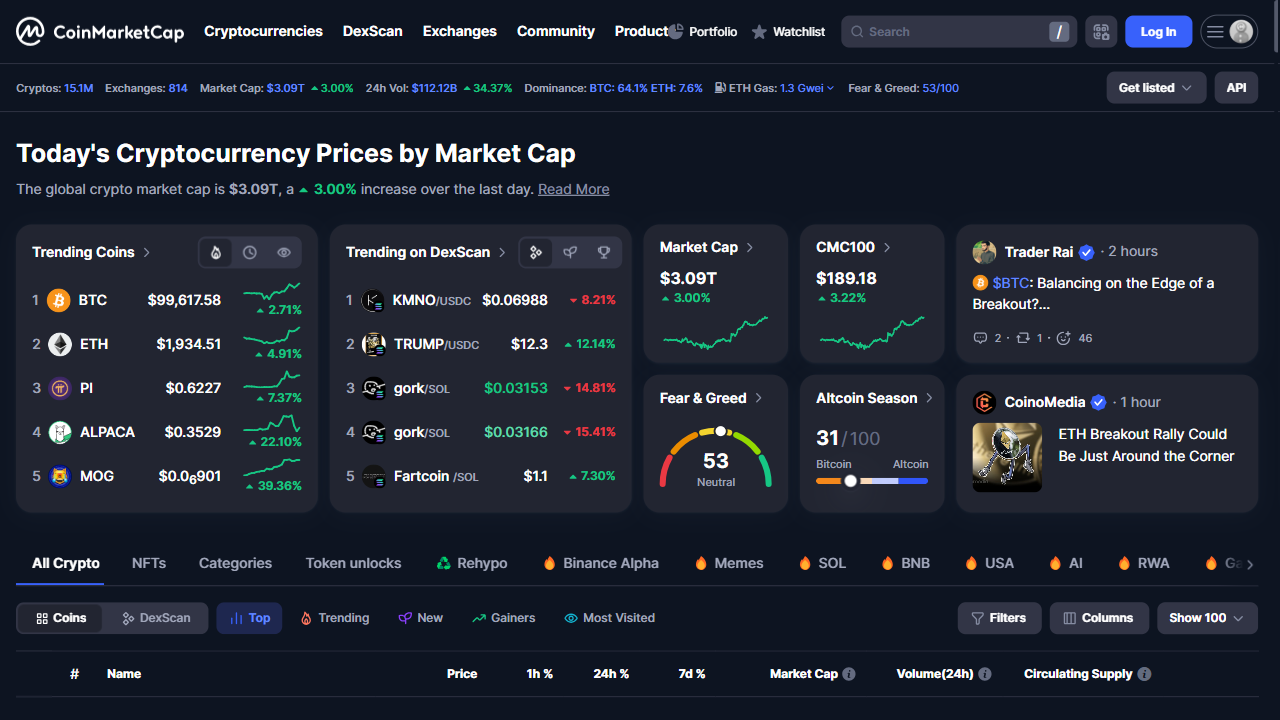 CoinMarketCap Cryptocurrencies DexScan Exchanges Community Product Portfolio Watchlist Search / Log In
Cryptos: 15.1M Exchanges: 814 Market Cap: $3.09T 3.00% 24h Vol: $112.12B 34.37% Dominance: BTC: 64.1% ETH: 7.6% ETH Gas: 1.3 Gwei Fear & Greed: 53/100 Get listed API
Today's Cryptocurrency Prices by Market Cap
The global crypto market cap is $3.09T, a 3.00% increase over the last day. Read More
Trending Coins
1 BTC $99,617.58 2.71%
2 ETH $1,934.51 4.91%
3 PI $0.6227 7.37%
4 ALPACA $0.3529 22.10%
5 MOG $0.0₆901 39.36%
Trending on DexScan
1 KMNO/USDC $0.06988 8.21%
2 TRUMP/USDC $12.3 12.14%
3 gork/SOL $0.03153 14.81%
4 gork/SOL $0.03166 15.41%
5 Fartcoin /SOL $1.1 7.30%
Market Cap
$3.09T
3.00%
CMC100
$189.18
3.22%
Fear & Greed
53
Neutral
Altcoin Season
31/100
Bitcoin Altcoin
Trader Rai · 2 hours
$BTC: Balancing on the Edge of a
Breakout?...
2 · 1 · 46
CoinoMedia · 1 hour
ETH Breakout Rally Could
Be Just Around the Corner
All Crypto NFTs Categories Token unlocks Rehypo Binance Alpha Memes SOL BNB USA AI RWA
Coins DexScan Top Trending New Gainers Most Visited Filters Columns Show 100
# Name Price 1h % 24h % 7d % Market Cap Volume(24h) Circulating Supply